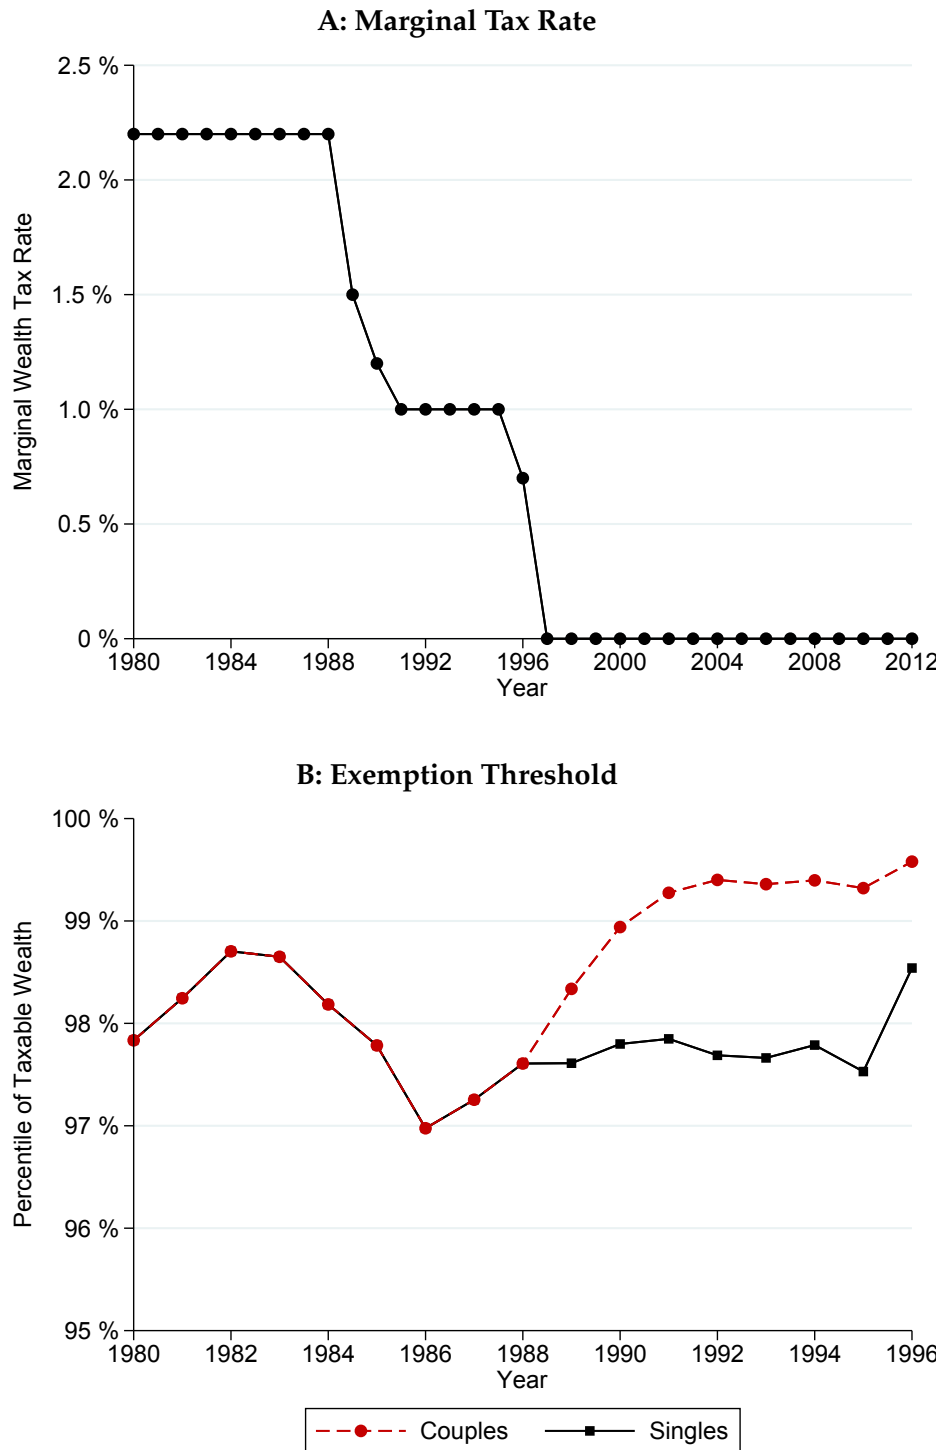 A: Marginal Tax Rate
Marginal Wealth Tax Rate
2.5 %
2.0 %
1.5 %
1.0 %
0.5 %
0 %
1980 1984 1988 1992 1996 2000 2004 2008 2012
Year
B: Exemption Threshold
Percentile of Taxable Wealth
100 %
99 %
98 %
97 %
96 %
95 %
1980 1982 1984 1986 1988 1990 1992 1994 1996
Year
Couples Singles